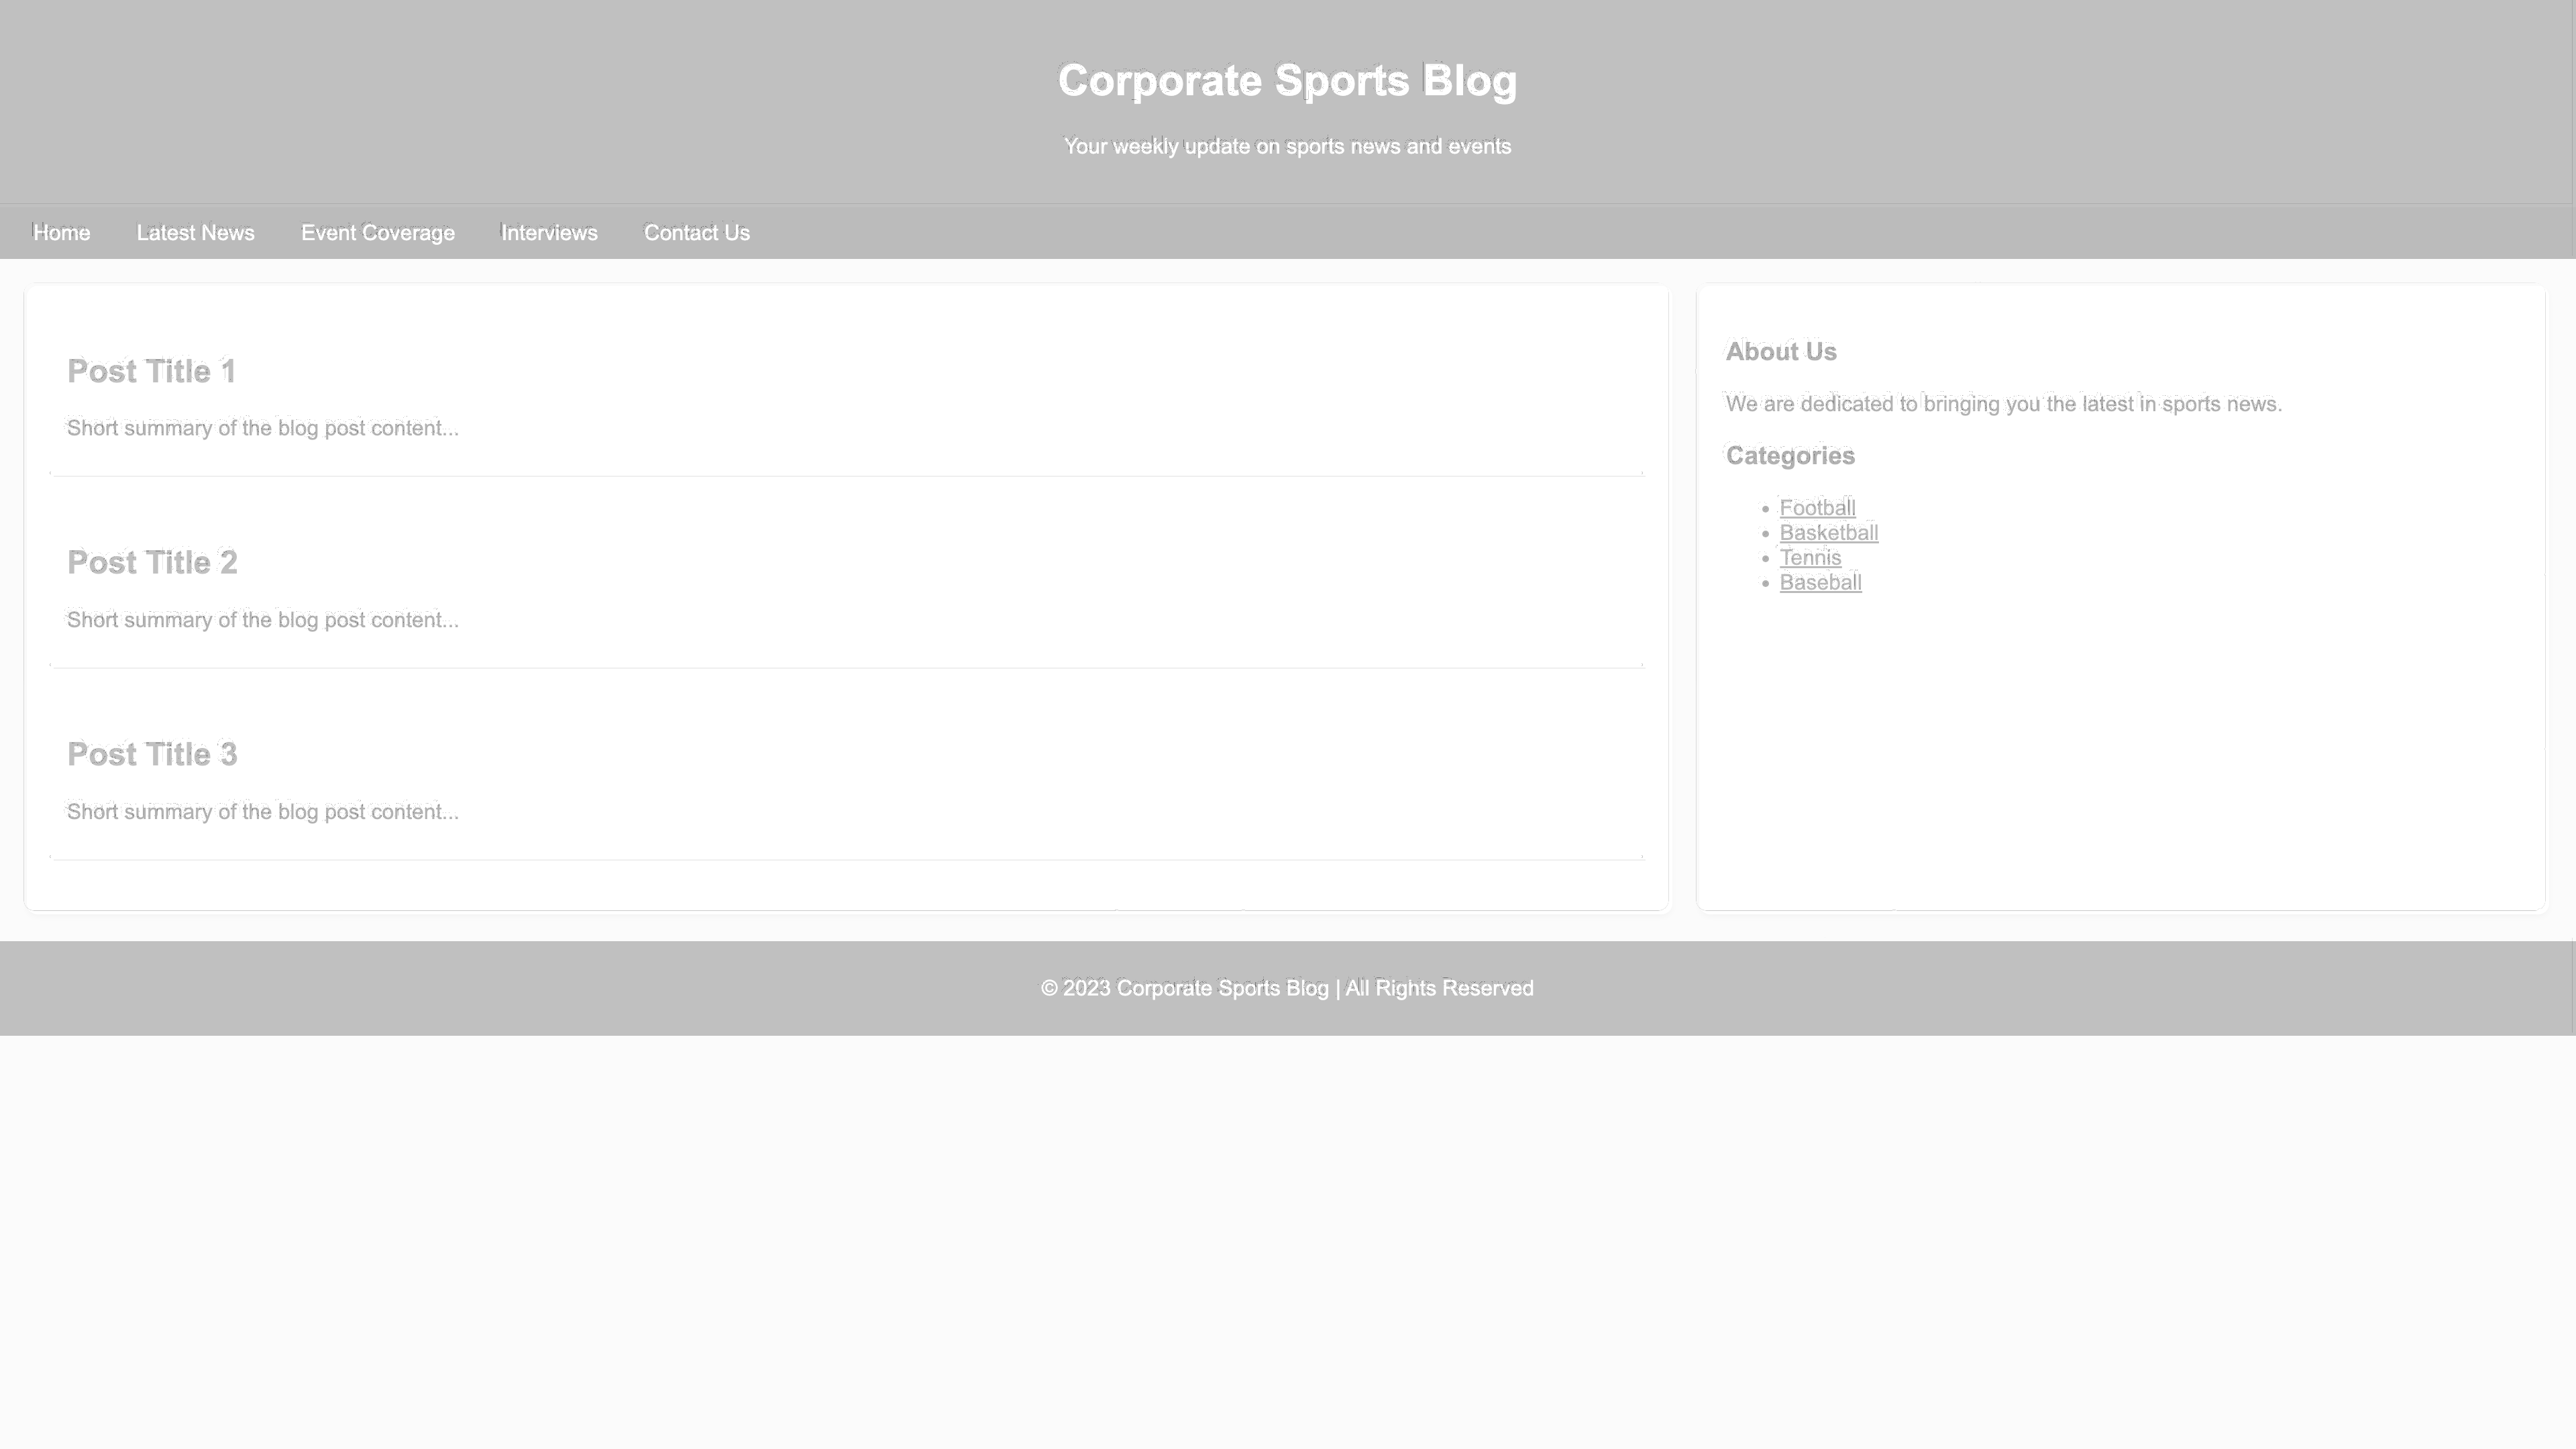 Corporate Sports Blog
Your weekly update on sports news and events
Home Latest News Event Coverage Interviews Contact Us
Post Title 1
Short summary of the blog post content...
Post Title 2
Short summary of the blog post content...
Post Title 3
Short summary of the blog post content...
About Us
We are dedicated to bringing you the latest in sports news.
Categories
• Football
• Basketball
• Tennis
• Baseball
© 2023 Corporate Sports Blog | All Rights Reserved